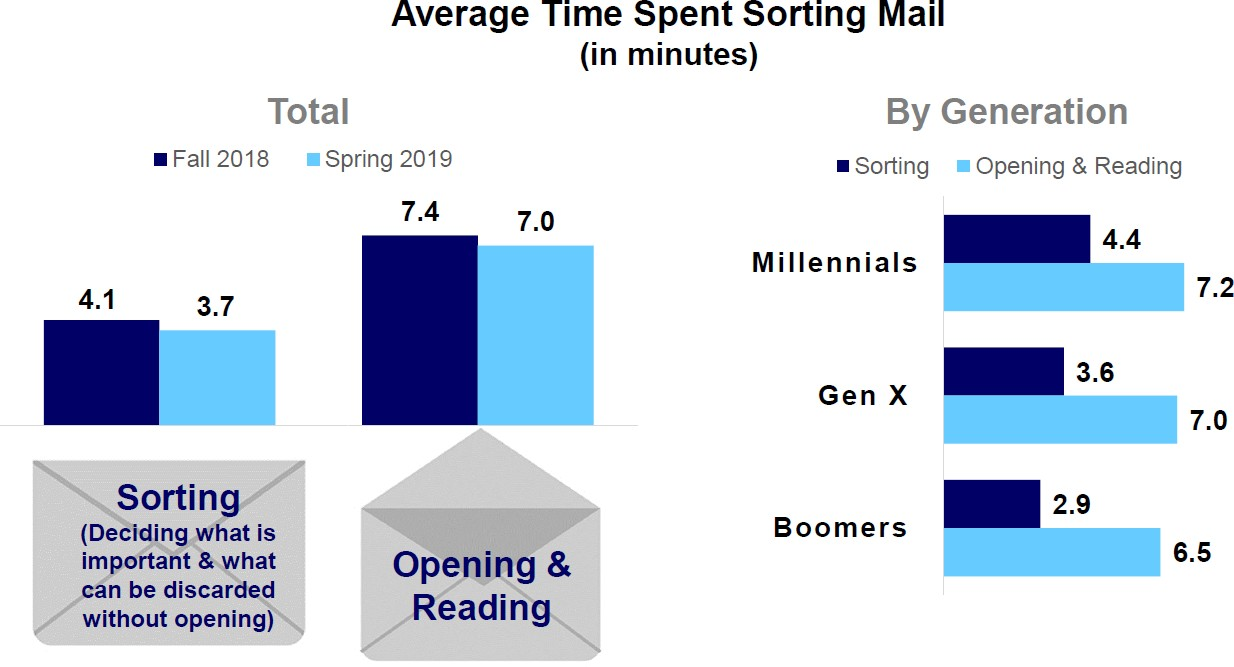 Average Time Spent Sorting Mail
(in minutes)
Total
Fall 2018 Spring 2019
4.1
3.7
7.4
7.0
Sorting
(Deciding what is
important & what
can be discarded
without opening)
Opening &
Reading
By Generation
Sorting Opening & Reading
Millennials
4.4
7.2
Gen X
3.6
7.0
Boomers
2.9
6.5